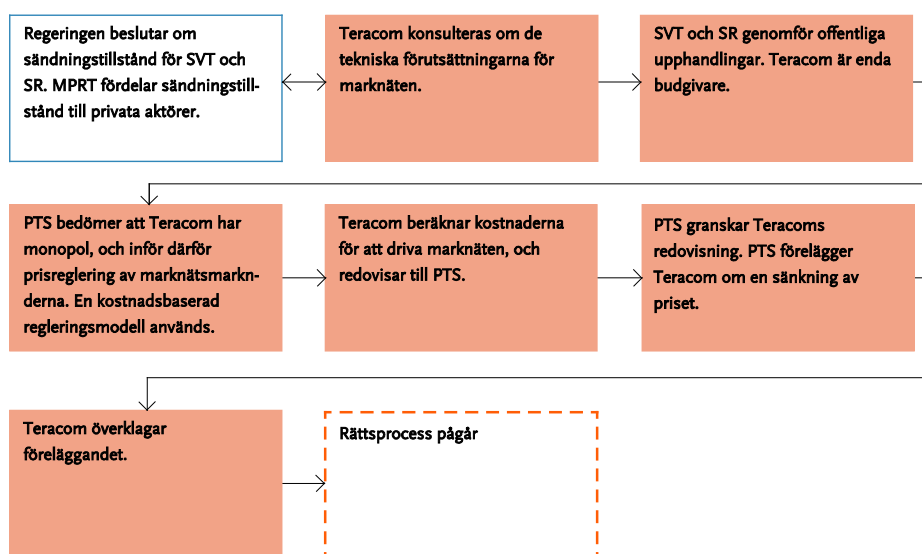 Regeringen beslutar om
sändningstillstånd för SVT och
SR. MPRT fördelar sändningstill-
stånd till privata aktörer.
Teracom konsulteras om de
tekniska förutsättningarna för
marknäten.
SVT och SR genomför offentliga
upphandlingar. Teracom är enda
budgivare.
PTS bedömer att Teracom har
monopol, och inför därför
prisreglering av marknätsmarkn-
derna. En kostnadsbaserad
regleringsmodell används.
Teracom beräknar kostnaderna
för att driva marknäten, och
redovisar till PTS.
PTS granskar Teracoms
redovisning. PTS förelägger
Teracom om en sänkning av
priset.
Teracom överklagar
föreläggandet.
Rättsprocess pågår